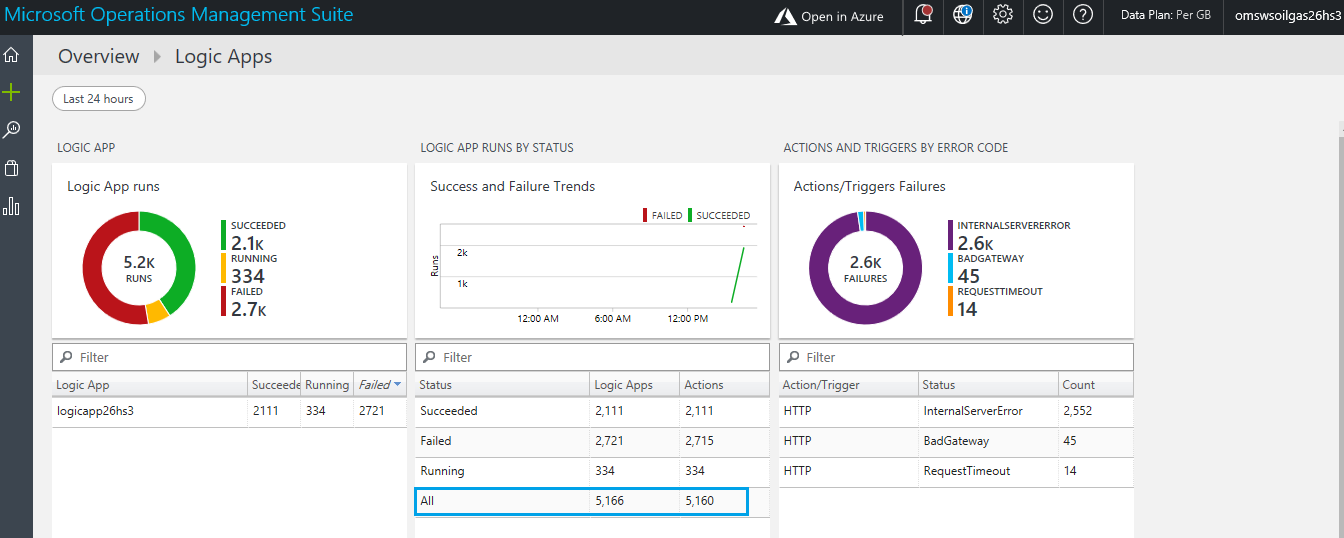 Microsoft Operations Management Suite
Open in Azure
Data Plan: Per GB
omswsoilgas26hs3
Overview Logic Apps
Last 24 hours
LOGIC APP
Logic App runs
5.2K
RUNS
SUCCEEDED
2.1K
RUNNING
334
FAILED
2.7K
Filter
Logic App Succeede Running Failed
logicapp26hs3 2111 334 2721
LOGIC APP RUNS BY STATUS
Success and Failure Trends
FAILED SUCCEEDED
Runs
2k
1k
12:00 AM 6:00 AM 12:00 PM
Filter
Status Logic Apps Actions
Succeeded 2,111 2,111
Failed 2,721 2,715
Running 334 334
All 5,166 5,160
ACTIONS AND TRIGGERS BY ERROR CODE
Actions/Triggers Failures
2.6K
FAILURES
INTERNALSERVERERROR
2.6K
BADGATEWAY
45
REQUESTTIMEOUT
14
Filter
Action/Trigger Status Count
HTTP InternalServerError 2,552
HTTP BadGateway 45
HTTP RequestTimeout 14